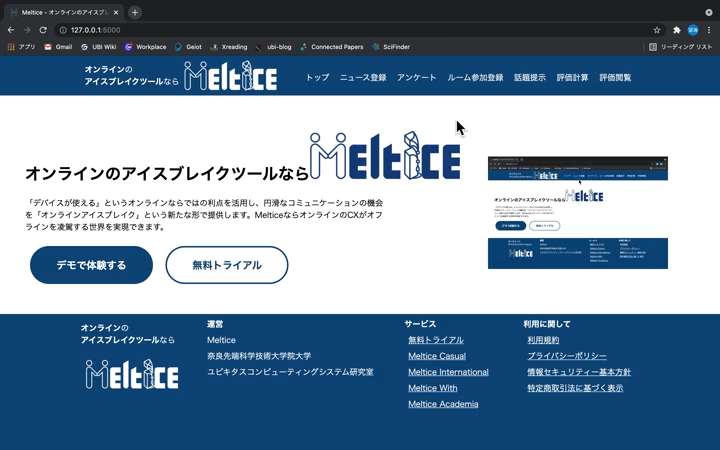 Meltice - オンラインのアイスブレ
127.0.0.1:5000
アプリ
Gmail
UBI Wiki
Workplace
Geiot
Xreading
ubi-blog
Connected Papers
SciFinder
リーディング リスト
オンラインの
アイスブレイクツールなら MeltICE
トップ
ニュース登録
アンケート
ルーム参加登録
話題提示
評価計算
評価閲覧
オンラインのアイスブレイクツールなら MeltICE
「デバイスが使える」というオンラインならではの利点を活用し、円滑なコミュニケーションの機会
を「オンラインアイスブレイク」という新たな形で提供します。MelticeならオンラインのCXがオフ
ラインを凌駕する世界を実現できます。
デモで体験する
無料トライアル
オンラインの
アイスブレイクツールなら
MeltICE
運営
Meltice
奈良先端科学技術大学院大学
ユビキタスコンピューティングシステム研究室
サービス
無料トライアル
Meltice Casual
Meltice International
Meltice With
Meltice Academia
利用に関して
利用規約
プライバシーポリシー
情報セキュリティー基本方針
特定商取引法に基づく表示